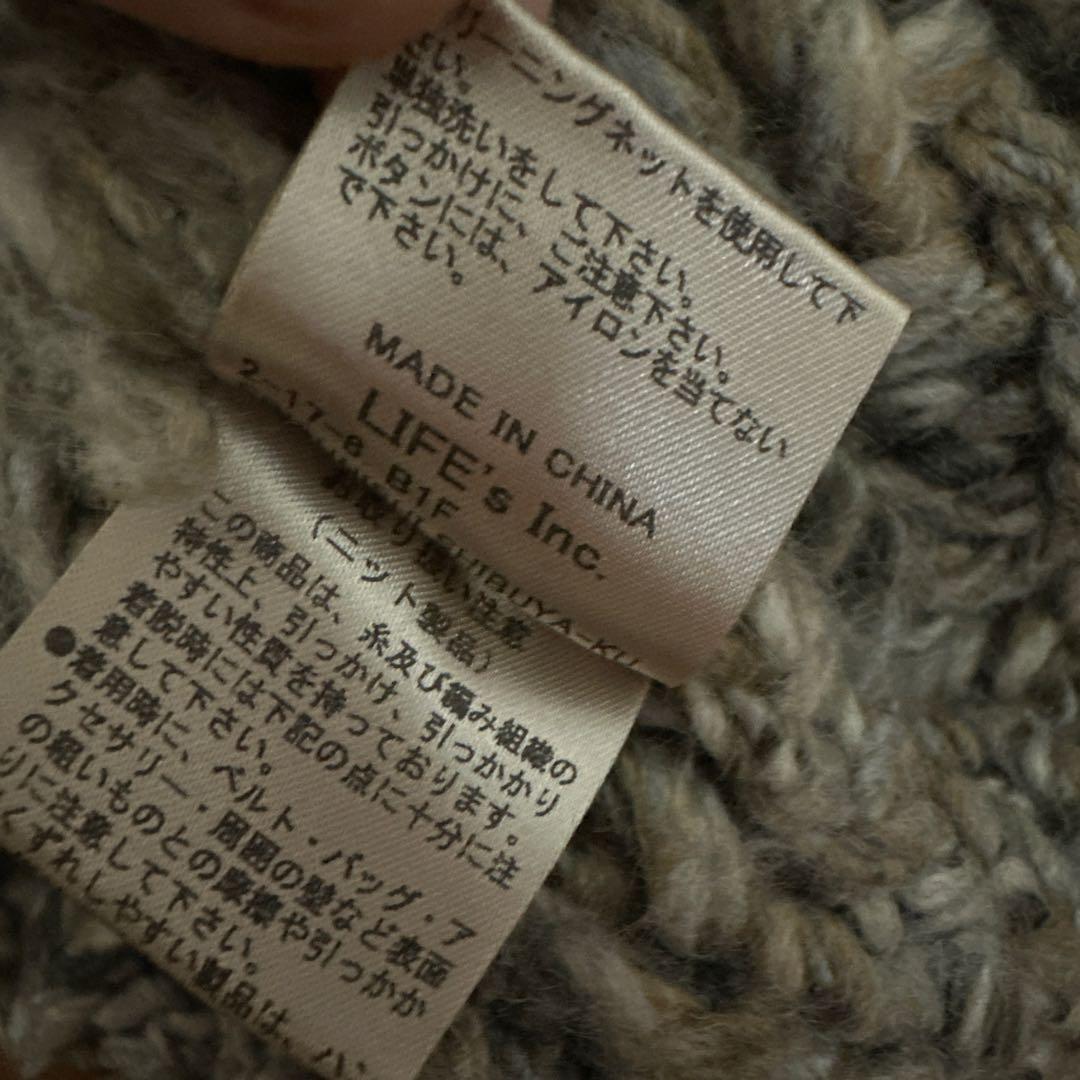 リーニングネットを使用して下
さい。
単独洗いをして下さい。
引っかけに、ご注意下さい。
ボタンには、アイロンを当てない
で下さい。
MADE IN CHINA
LIFE's Inc.
2-17-8 B1F SHIBUYA-KU
お取り扱い注意
(ニット製品)
この商品は、糸及び編み組織の
特性上、引っかけ、引っかかり
やすい性質を持っております。
着脱時には下記の点に十分に注
意して下さい。
●着用時に、ベルト・バッグ・ア
クセサリー・周囲の壁など表面
の粗いものとの摩擦や引っかか
りに注意して下さい。
くずれしやすい製品は、ハ